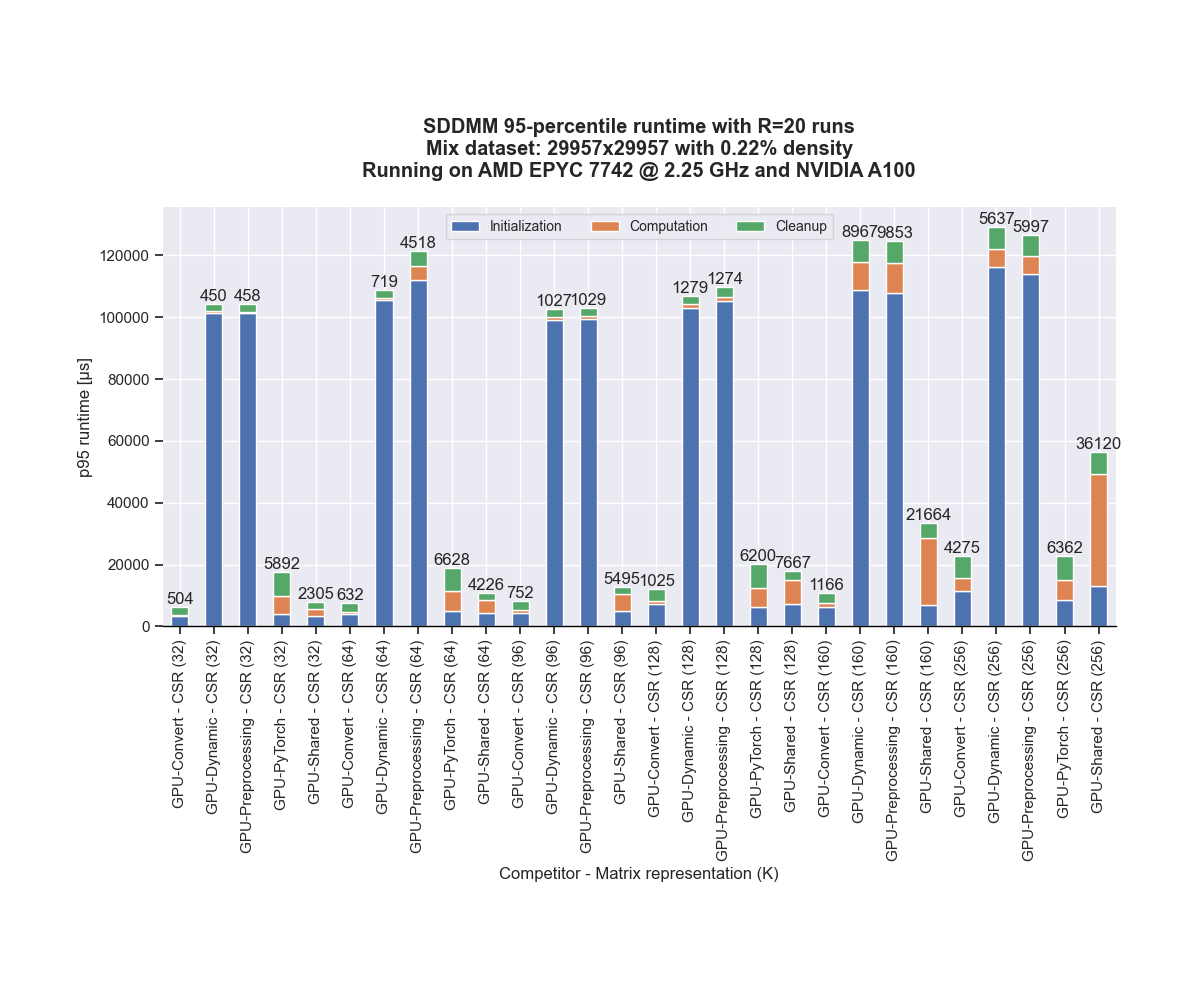 SDDMM 95-percentile runtime with R=20 runs
Mix dataset: 29957x29957 with 0.22% density
Running on AMD EPYC 7742 @ 2.25 GHz and NVIDIA A100
Initialization
Computation
Cleanup
p95 runtime [µs]
120000
100000
80000
60000
40000
20000
0
504
450
458
5892
2305
632
719
4518
6628
4226
752
1027
1029
5495
1025
1279
1274
6200
7667
1166
8967
9853
21664
4275
5637
5997
6362
36120
GPU-Convert - CSR (32)
GPU-Dynamic - CSR (32)
GPU-Preprocessing - CSR (32)
GPU-PyTorch - CSR (32)
GPU-Shared - CSR (32)
GPU-Convert - CSR (64)
GPU-Dynamic - CSR (64)
GPU-Preprocessing - CSR (64)
GPU-PyTorch - CSR (64)
GPU-Shared - CSR (64)
GPU-Convert - CSR (96)
GPU-Dynamic - CSR (96)
GPU-Preprocessing - CSR (96)
GPU-Shared - CSR (96)
GPU-Convert - CSR (128)
GPU-Dynamic - CSR (128)
GPU-Preprocessing - CSR (128)
GPU-PyTorch - CSR (128)
GPU-Shared - CSR (128)
GPU-Convert - CSR (160)
GPU-Dynamic - CSR (160)
GPU-Preprocessing - CSR (160)
GPU-Shared - CSR (160)
GPU-Convert - CSR (256)
GPU-Dynamic - CSR (256)
GPU-Preprocessing - CSR (256)
GPU-PyTorch - CSR (256)
GPU-Shared - CSR (256)
Competitor - Matrix representation (K)